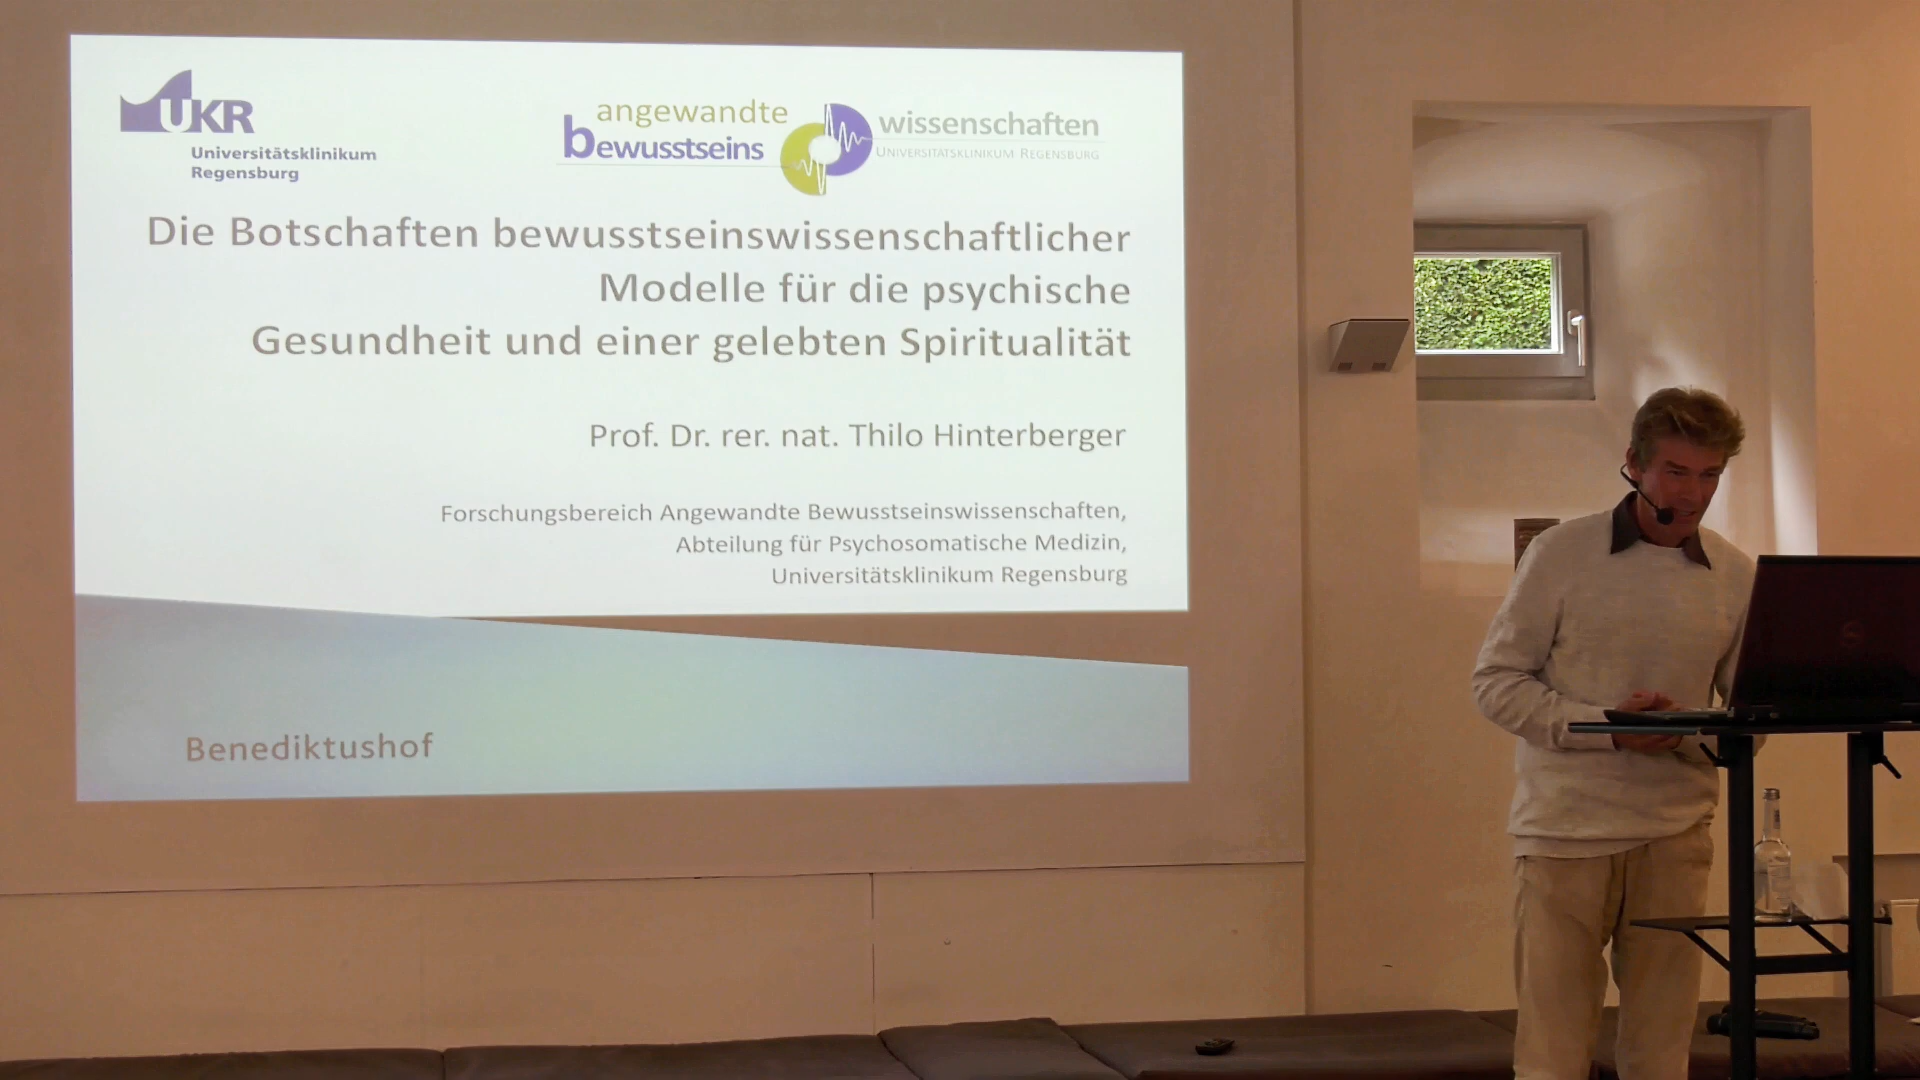 UKR
Universitätsklinikum
Regensburg
angewandte
bewusstseins
wissenschaften
UNIVERSITÄTSKLINIKUM REGENSBURG
Die Botschaften bewusstseinswissenschaftlicher
Modelle für die psychische
Gesundheit und einer gelebten Spiritualität
Prof. Dr. rer. nat. Thilo Hinterberger
Forschungsbereich Angewandte Bewusstseinswissenschaften,
Abteilung für Psychosomatische Medizin,
Universitätsklinikum Regensburg
Benediktushof